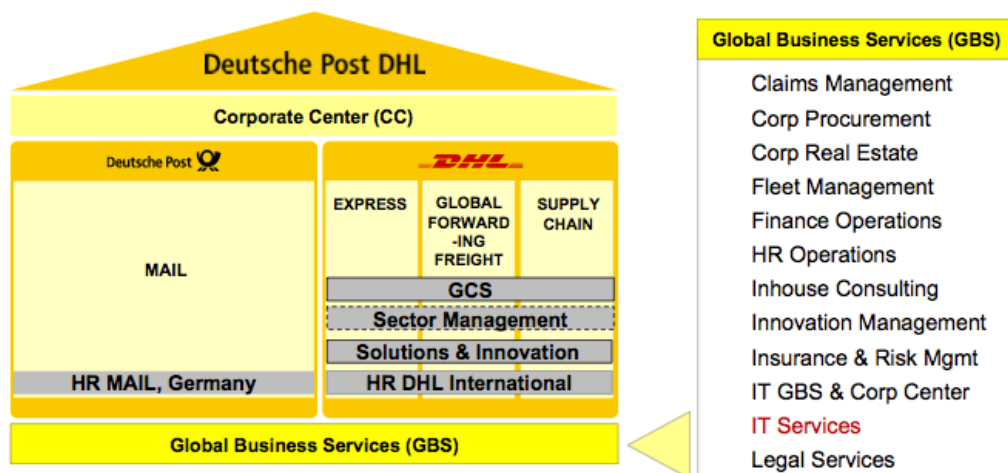 Deutsche Post DHL
Corporate Center (CC)
Deutsche Post
MAIL
HR MAIL, Germany
DHL
EXPRESS
GLOBAL
FORWARD
-ING
FREIGHT
SUPPLY
CHAIN
GCS
Sector Management
Solutions & Innovation
HR DHL International
Global Business Services (GBS)
Global Business Services (GBS)
Claims Management
Corp Procurement
Corp Real Estate
Fleet Management
Finance Operations
HR Operations
Inhouse Consulting
Innovation Management
Insurance & Risk Mgmt
IT GBS & Corp Center
IT Services
Legal Services